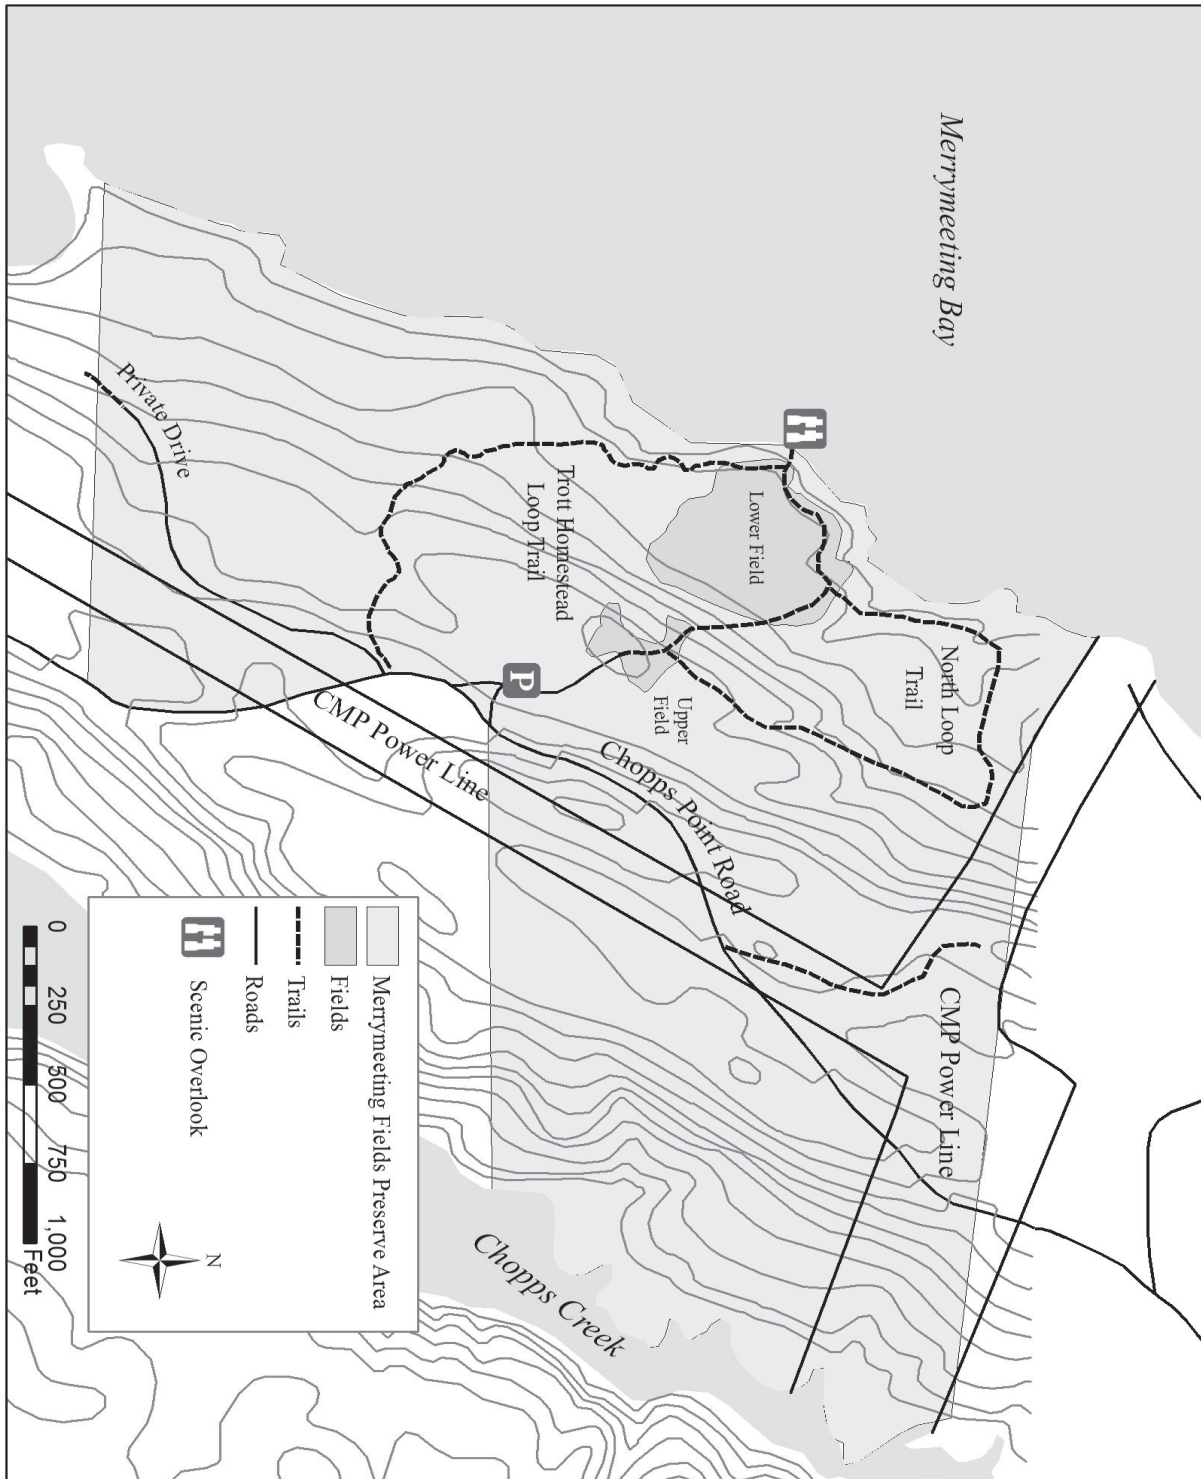 Merrymeeting Bay
Private Drive
Trott Homestead
Loop Trail
Lower Field
North Loop
Trail
Upper
Field
P
CMP Power Line
Chopps Point Road
CMP Power Line
Chopps Creek
Merrymeeting Fields Preserve Area
Fields
Trails
Roads
Scenic Overlook
N
0 250 500 750 1,000
Feet